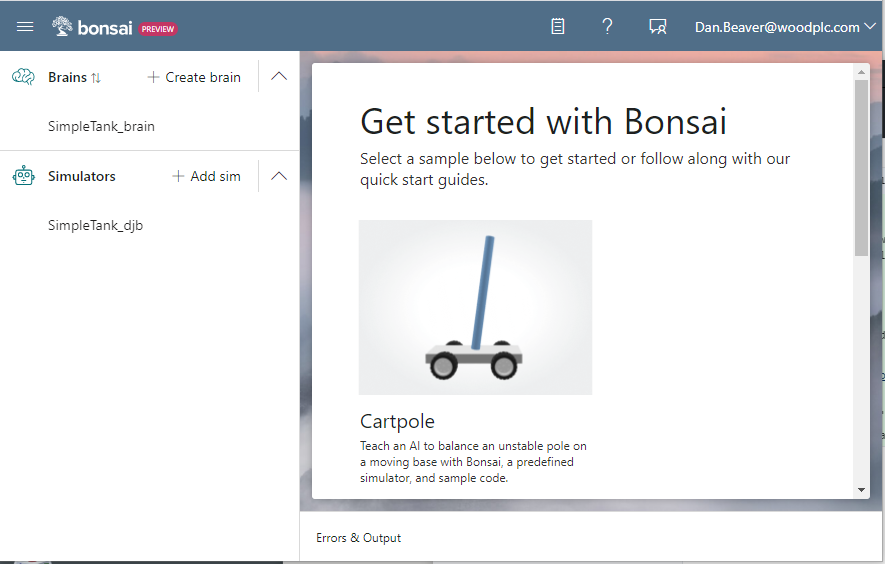 bonsai PREVIEW
? Dan.Beaver@woodplc.com
Brains + Create brain
SimpleTank_brain
Simulators + Add sim
SimpleTank_djb
Get started with Bonsai
Select a sample below to get started or follow along with our
quick start guides.
Cartpole
Teach an AI to balance an unstable pole on
a moving base with Bonsai, a predefined
simulator, and sample code.
Errors & Output